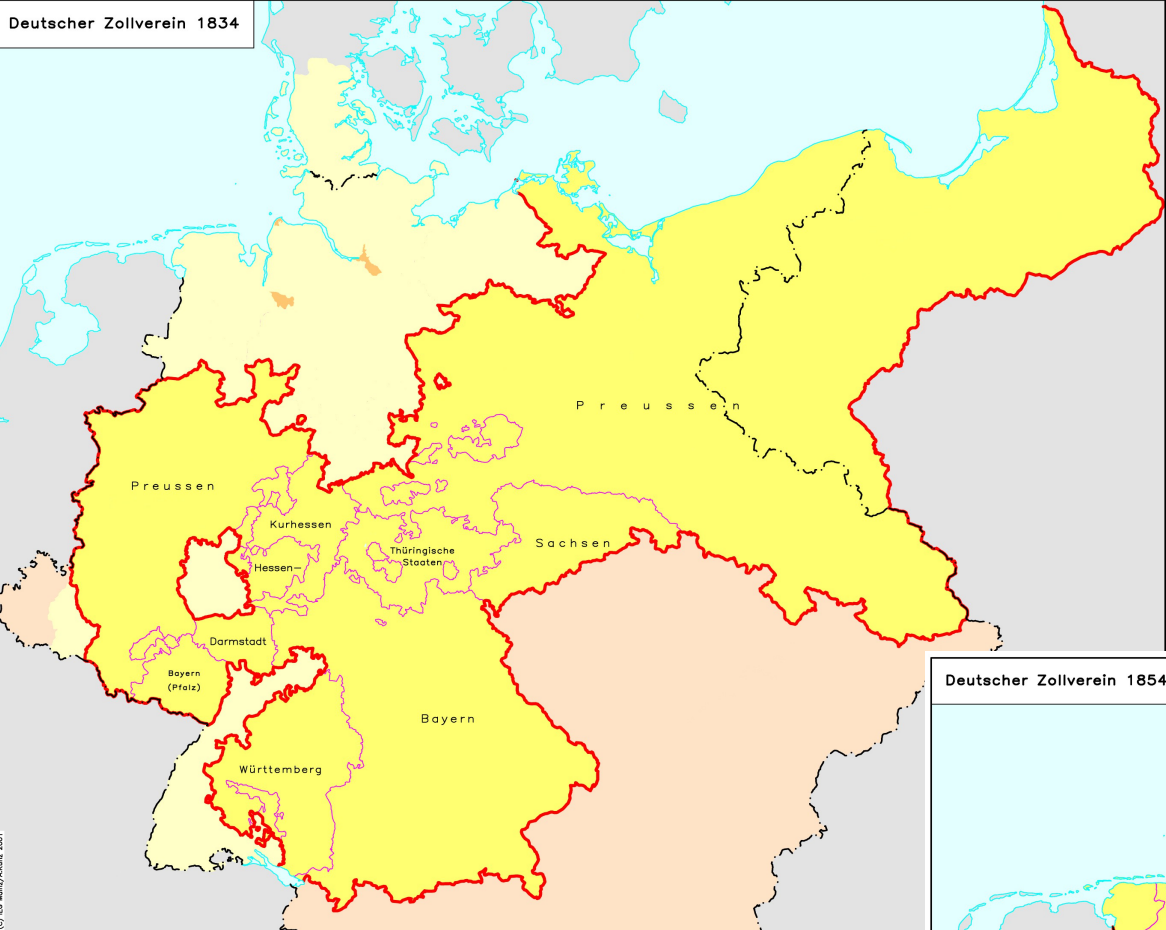 Deutscher Zollverein 1834
Preussen
Preussen
Kurhessen
Sachsen
Thüringische
Staaten
Hessen–
Darmstadt
Bayern
(Pfalz)
Bayern
Württemberg
Deutscher Zollverein 1854